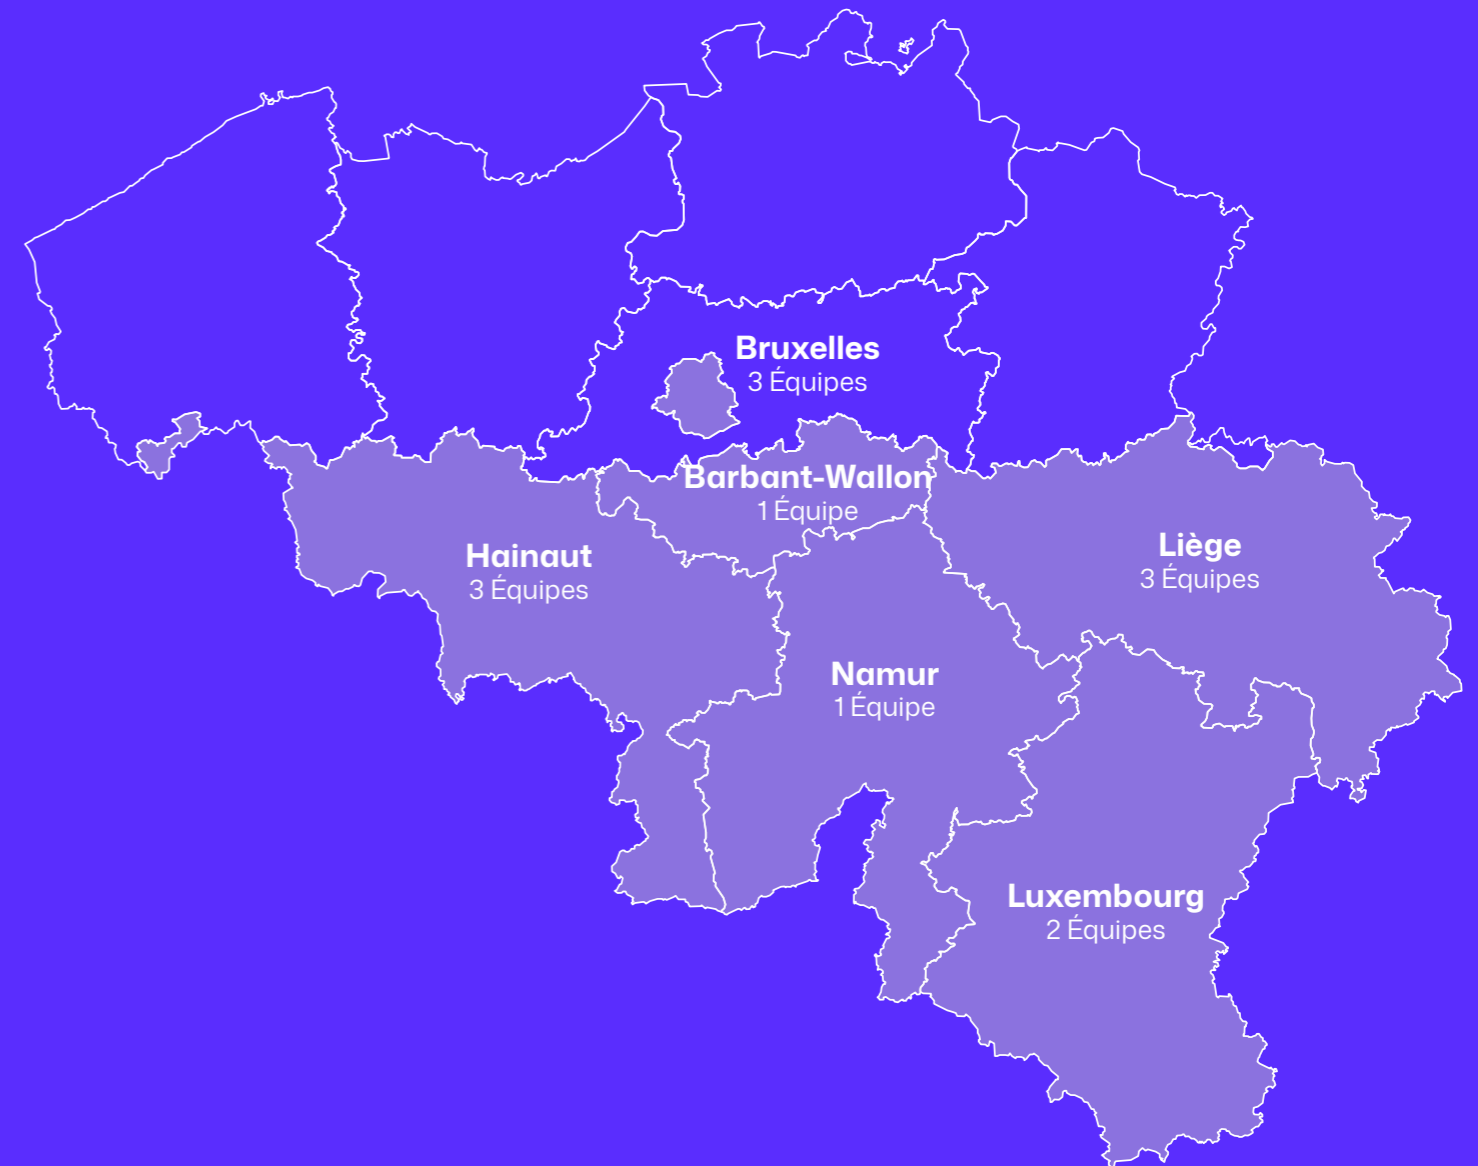 Bruxelles
3 Équipes
Barbant-Wallon
1 Équipe
Hainaut
3 Équipes
Liège
3 Équipes
Namur
1 Équipe
Luxembourg
2 Équipes